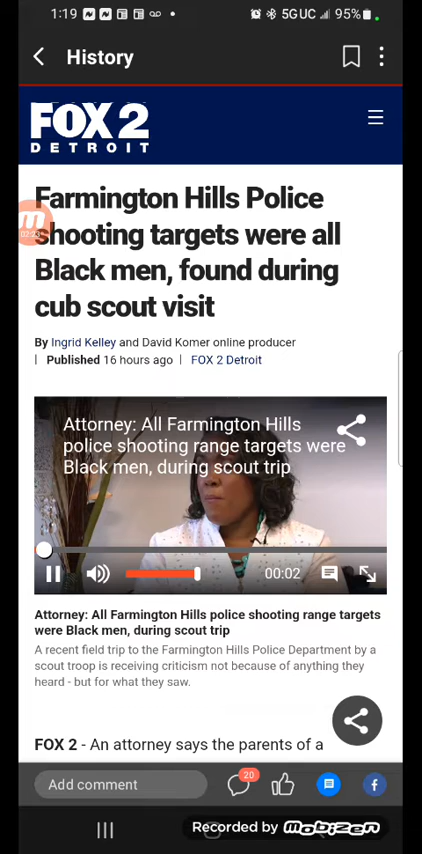 1:19
5GUC 95%
History
FOX 2
DETROIT
Farmington Hills Police
shooting targets were all
Black men, found during
cub scout visit
By Ingrid Kelley and David Komer online producer
| Published 16 hours ago | FOX 2 Detroit
Attorney: All Farmington Hills
police shooting range targets were
Black men, during scout trip
00:02
Attorney: All Farmington Hills police shooting range targets
were Black men, during scout trip
A recent field trip to the Farmington Hills Police Department by a
scout troop is receiving criticism not because of anything they
heard - but for what they saw.
FOX 2 - An attorney says the parents of a
Add comment
20
Recorded by mobizen